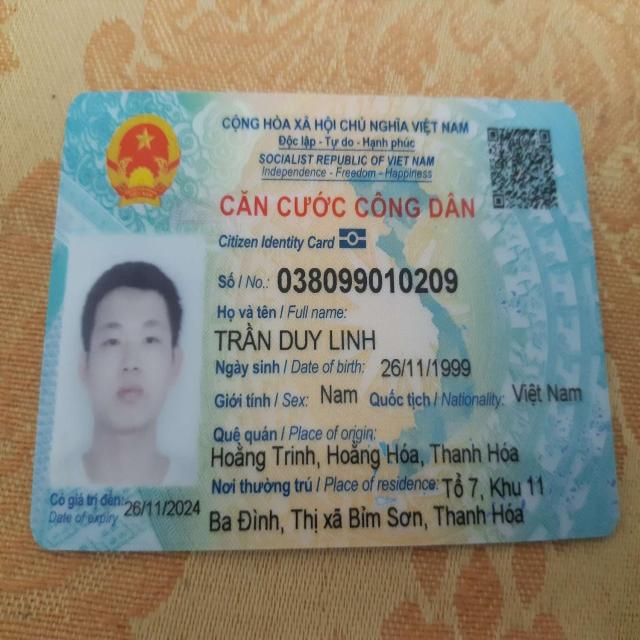 CỘNG HÒA XÃ HỘI CHỦ NGHĨA VIỆT NAM
Độc lập - Tự do - Hạnh phúc
SOCIALIST REPUBLIC OF VIET NAM
Independence - Freedom - Happiness
CĂN CƯỚC CÔNG DÂN
Citizen Identity Card
Số / No.: 038099010209
Họ và tên / Full name:
TRẦN DUY LINH
Ngày sinh / Date of birth: 26/11/1999
Giới tính / Sex: Nam Quốc tịch / Nationality: Việt Nam
Quê quán / Place of origin:
Hoằng Trinh, Hoằng Hóa, Thanh Hóa
Nơi thường trú / Place of residence: Tổ 7, Khu 11
Ba Đình, Thị xã Bỉm Sơn, Thanh Hóa
Có giá trị đến: 26/11/2024
Date of expiry